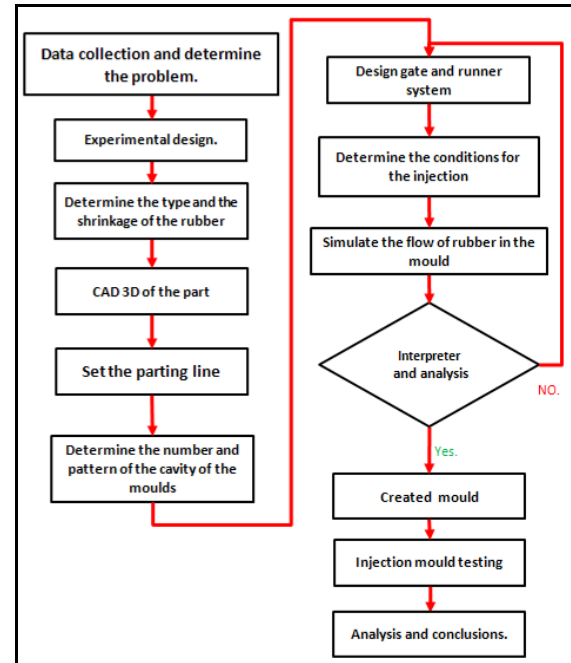 Data collection and determine
the problem.
Experimental design.
Determine the type and the
shrinkage of the rubber
CAD 3D of the part
Set the parting line
Determine the number and
pattern of the cavity of the
moulds
Design gate and runner
system
Determine the conditions for
the injection
Simulate the flow of rubber in the
mould
Interpreter
and analysis
NO.
Yes.
Created mould
Injection mould testing
Analysis and conclusions.